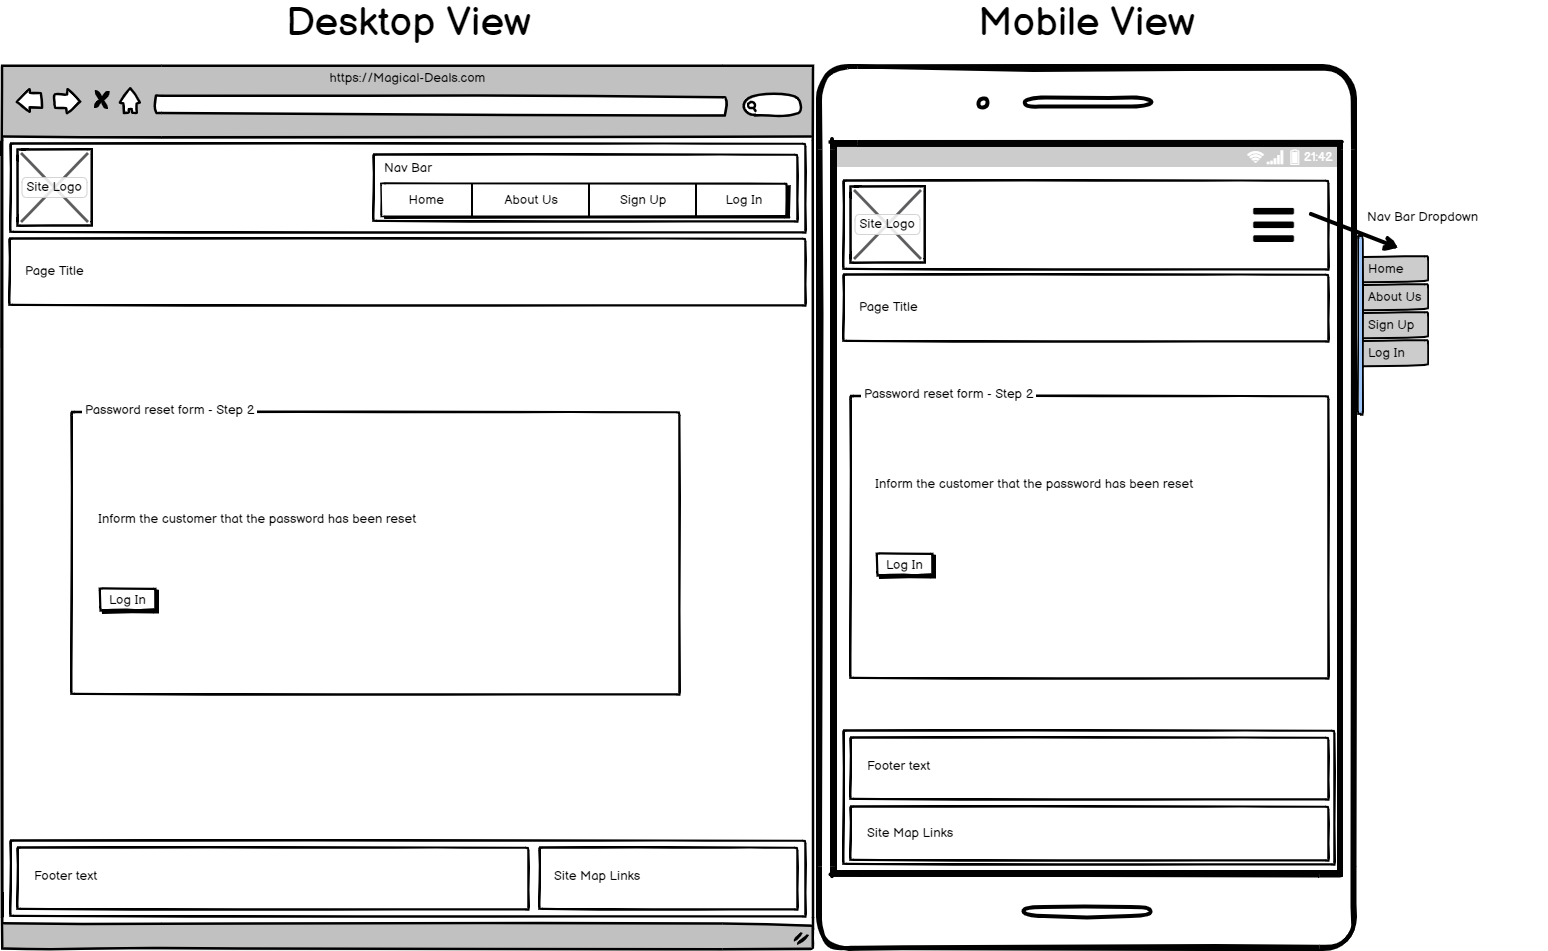 Desktop View
https://Magical-Deals.com
Site Logo
Nav Bar
Home
About Us
Sign Up
Log In
Page Title
Password reset form - Step 2
Inform the customer that the password has been reset
Log In
Footer text
Site Map Links
Mobile View
21:42
Site Logo
Nav Bar Dropdown
Home
About Us
Sign Up
Log In
Page Title
Password reset form - Step 2
Inform the customer that the password has been reset
Log In
Footer text
Site Map Links